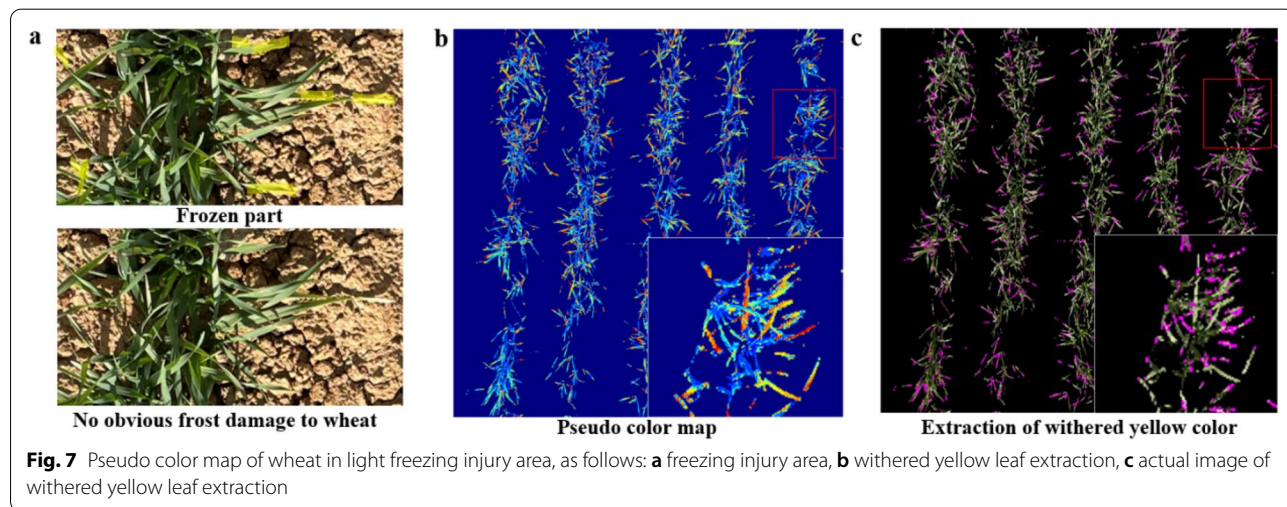 a
b
c
Frozen part
No obvious frost damage to wheat
Pseudo color map
Extraction of withered yellow color
Fig. 7 Pseudo color map of wheat in light freezing injury area, as follows: a freezing injury area, b withered yellow leaf extraction, c actual image of
withered yellow leaf extraction